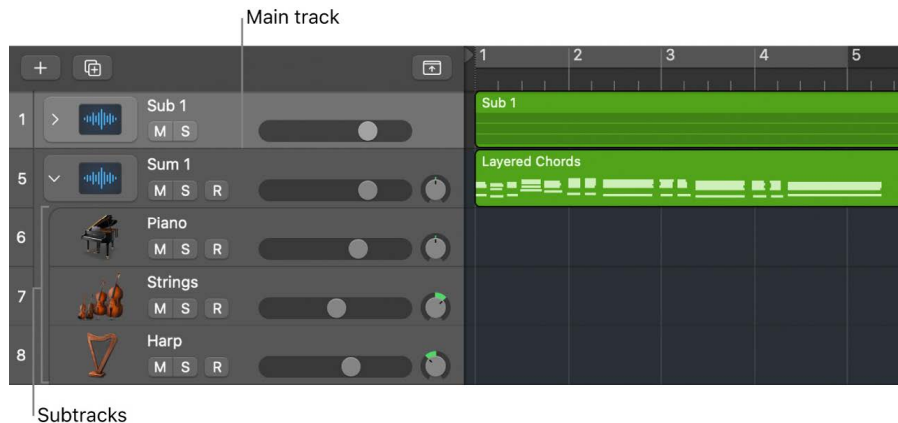 Main track
1 2 3 4 5
1 Sub 1 Sub 1
M S
5 Sum 1 Layered Chords
M S R
6 Piano
M S R
7 Strings
M S R
8 Harp
M S R
Subtracks